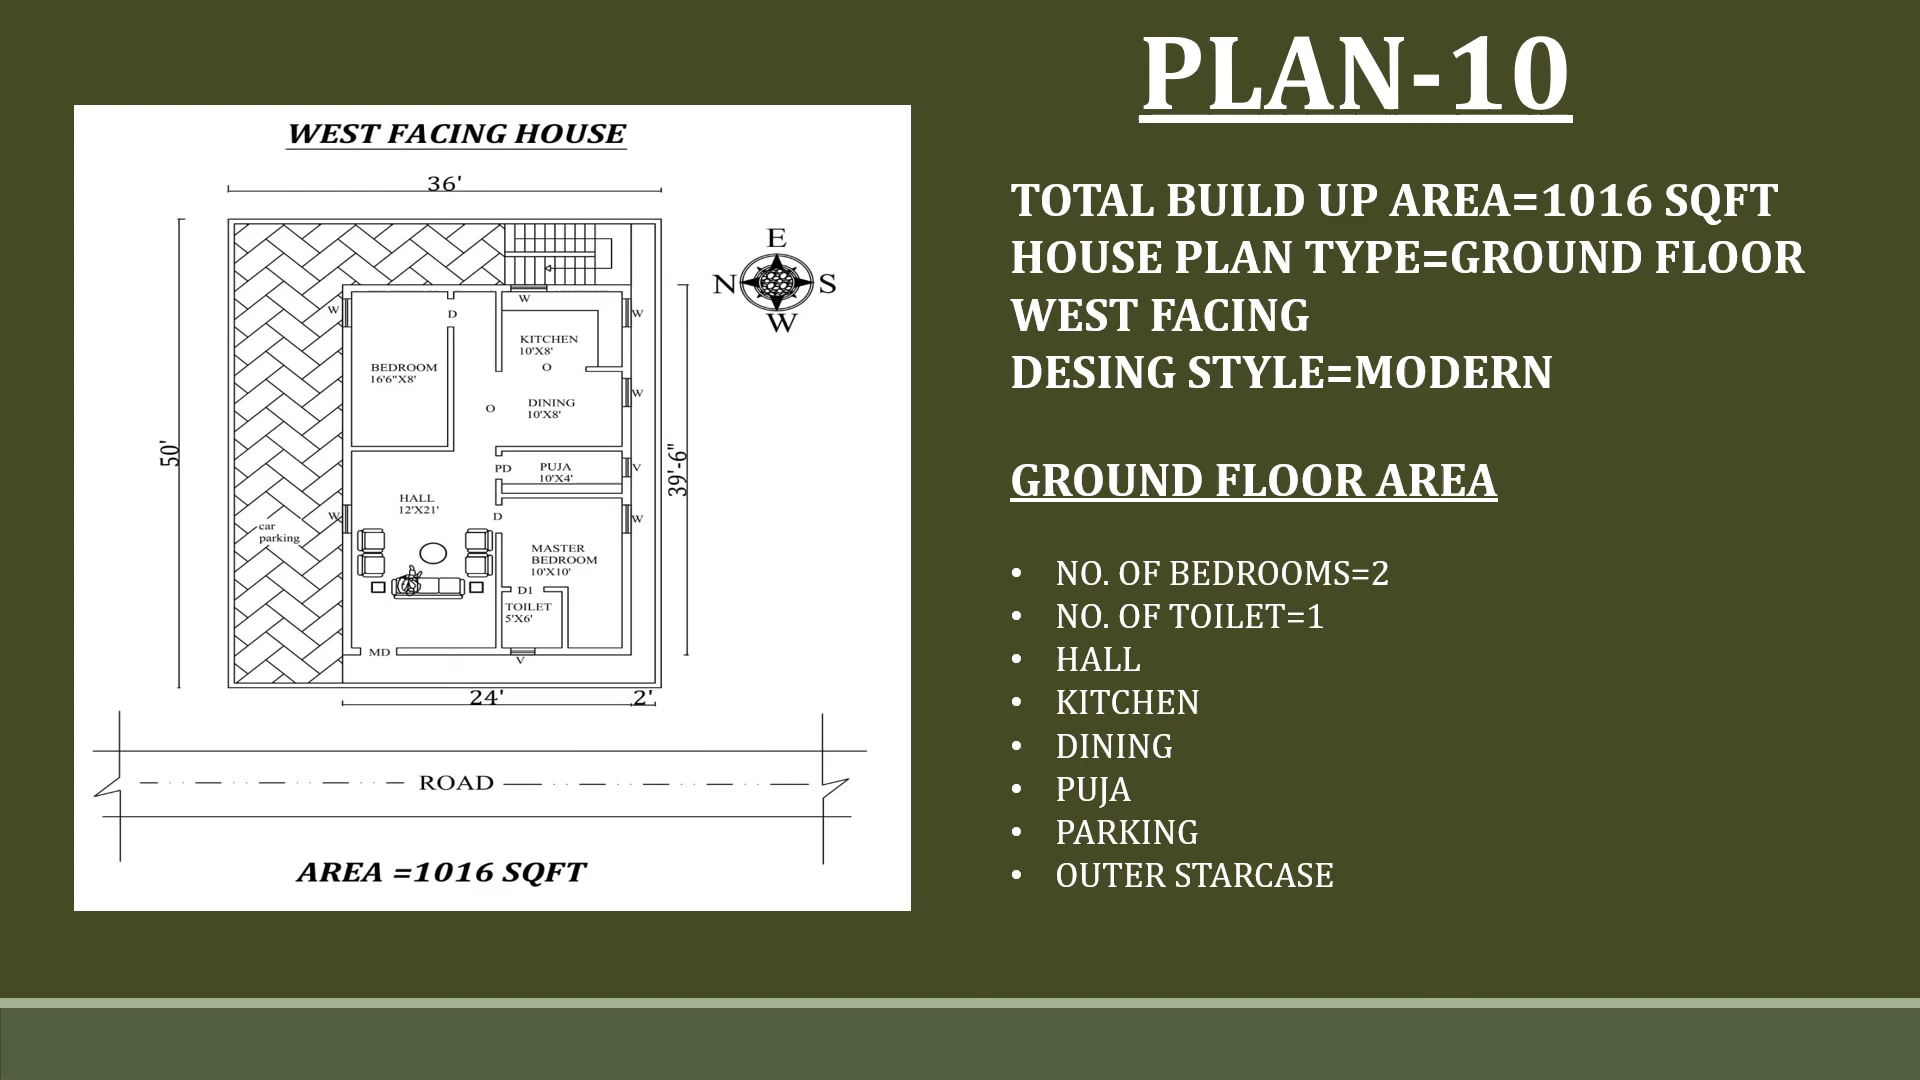 PLAN-10
WEST FACING HOUSE
36'
E
N
S
W
50'
39'-6"
W
D
W
W
KITCHEN
10'X8'
O
BEDROOM
16'6"X8'
W
DINING
10'X8'
O
PD
PUJA
10'X4'
V
HALL
12'X21'
W
D
W
car
parking
MASTER
BEDROOM
10'X10'
D1
TOILET
5'X6'
MD
V
24'
2'
ROAD
AREA =1016 SQFT
TOTAL BUILD UP AREA=1016 SQFT
HOUSE PLAN TYPE=GROUND FLOOR
WEST FACING
DESING STYLE=MODERN
GROUND FLOOR AREA
• NO. OF BEDROOMS=2
• NO. OF TOILET=1
• HALL
• KITCHEN
• DINING
• PUJA
• PARKING
• OUTER STARCASE